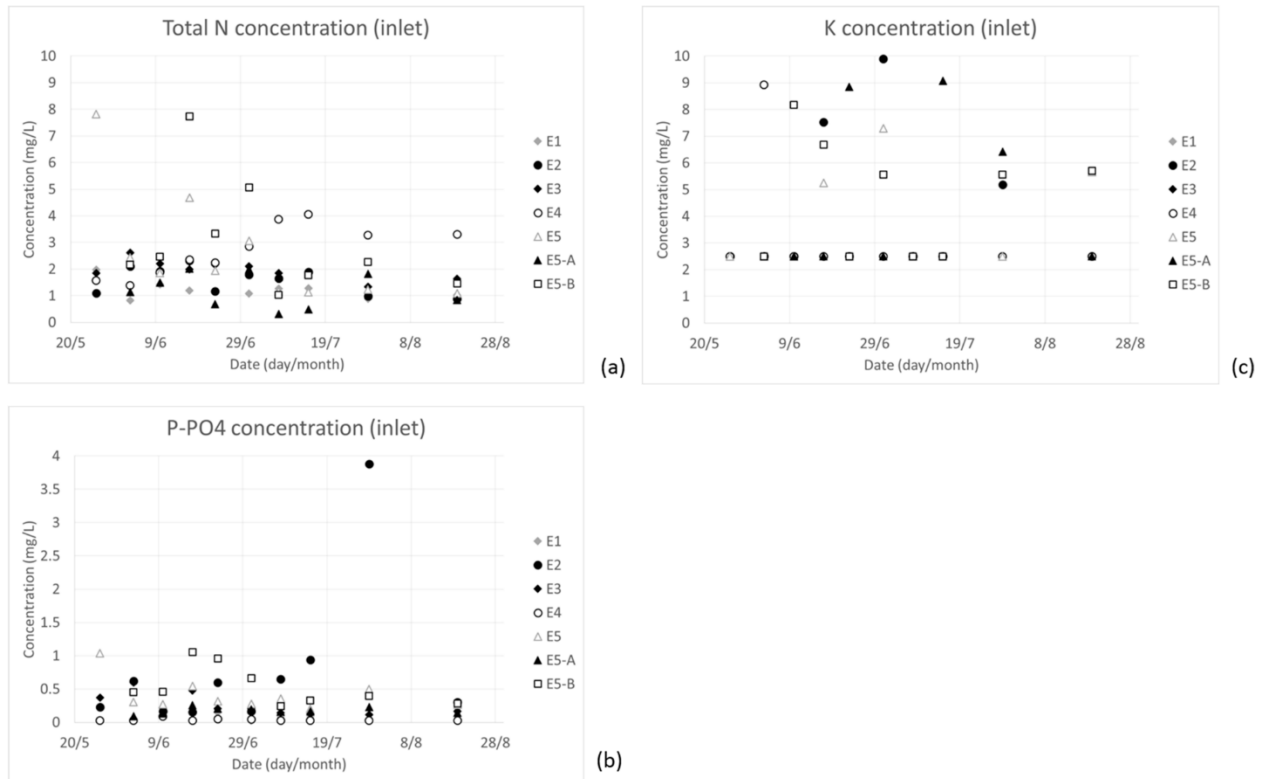 Total N concentration (inlet)
Concentration (mg/L)
10
9
8
7
6
5
4
3
2
1
0
20/5 9/6 29/6 19/7 8/8 28/8
Date (day/month)
E1
E2
E3
E4
E5
E5-A
E5-B
(a)
K concentration (inlet)
Concentration (mg/L)
10
9
8
7
6
5
4
3
2
1
0
20/5 9/6 29/6 19/7 8/8 28/8
Date (day/month)
E1
E2
E3
E4
E5
E5-A
E5-B
(c)
P-PO4 concentration (inlet)
Concentration (mg/L)
4
3.5
3
2.5
2
1.5
1
0.5
0
20/5 9/6 29/6 19/7 8/8 28/8
Date (day/month)
E1
E2
E3
E4
E5
E5-A
E5-B
(b)